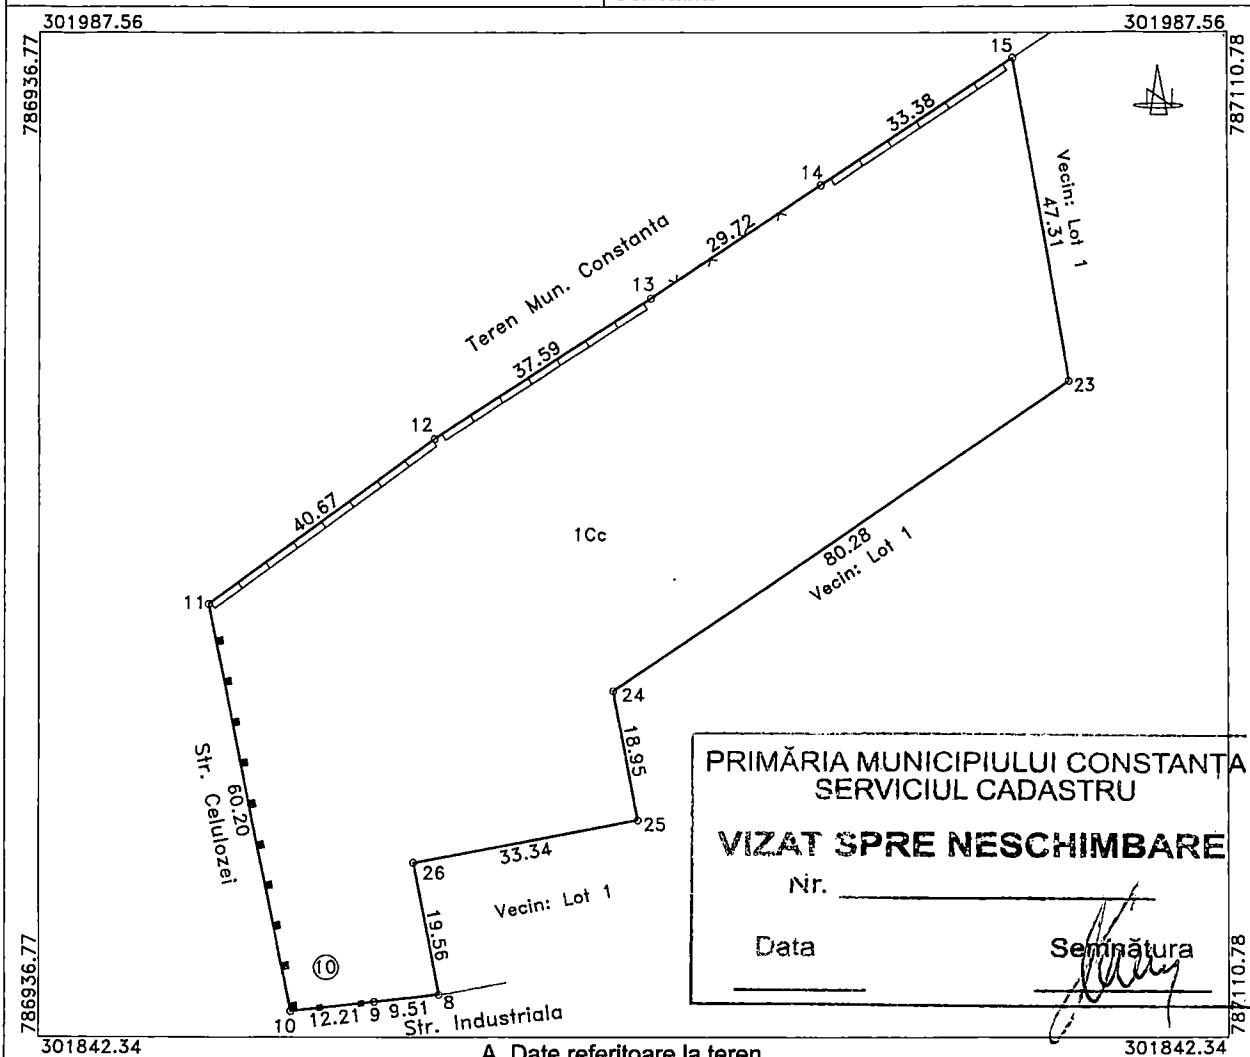 301987.56
301987.56
786936.77
787110.78
15
33.38
14
Vecin: Lot 1
47.31
29.72
Teren Mun. Constanta
13
37.59
23
12
40.67
1Cc
80.28
Vecin: Lot 1
11
24
18.95
Str. Celulozei
60.20
25
33.34
26
Vecin: Lot 1
19.56
10
8
10
12.21
9
9.51
Str. Industriala
PRIMĂRIA MUNICIPIULUI CONSTANȚA
SERVICIUL CADASTRU
VIZAT SPRE NESCHIMBARE
Nr.
Data
Semnătura
786936.77
787110.78
301842.34
301842.34
A. Date referitoare la teren